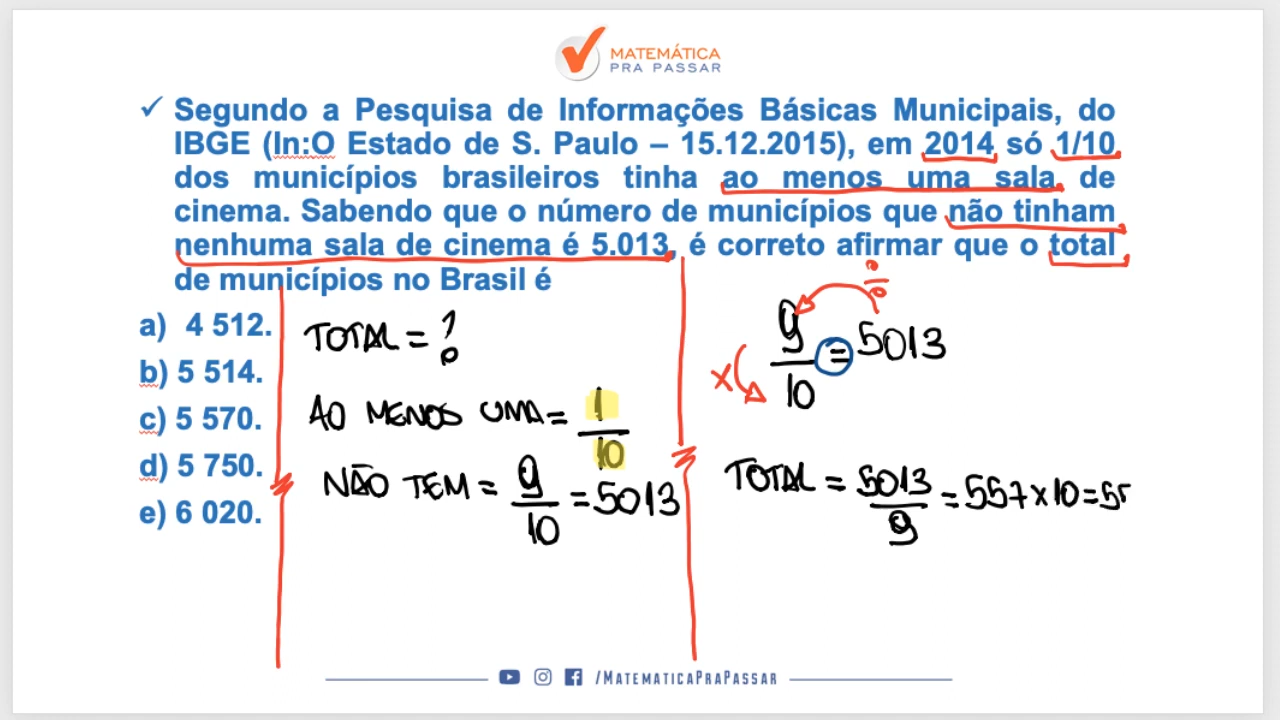 MATEMÁTICA
PRA PASSAR
✓ Segundo a Pesquisa de Informações Básicas Municipais, do
IBGE (In:O Estado de S. Paulo – 15.12.2015), em 2014 só 1/10
dos municípios brasileiros tinha ao menos uma sala de
cinema. Sabendo que o número de municípios que não tinham
nenhuma sala de cinema é 5.013, é correto afirmar que o total
de municípios no Brasil é
a) 4 512.
b) 5 514.
c) 5 570.
d) 5 750.
e) 6 020.
TOTAL = ?
AO MENOS UMA = 1/10
NÃO TEM = 9/10 = 5013
÷
9/10 = 5013
x
TOTAL = 5013/9 = 557 x 10 = 55
/MATEMATICAPRAPASSAR